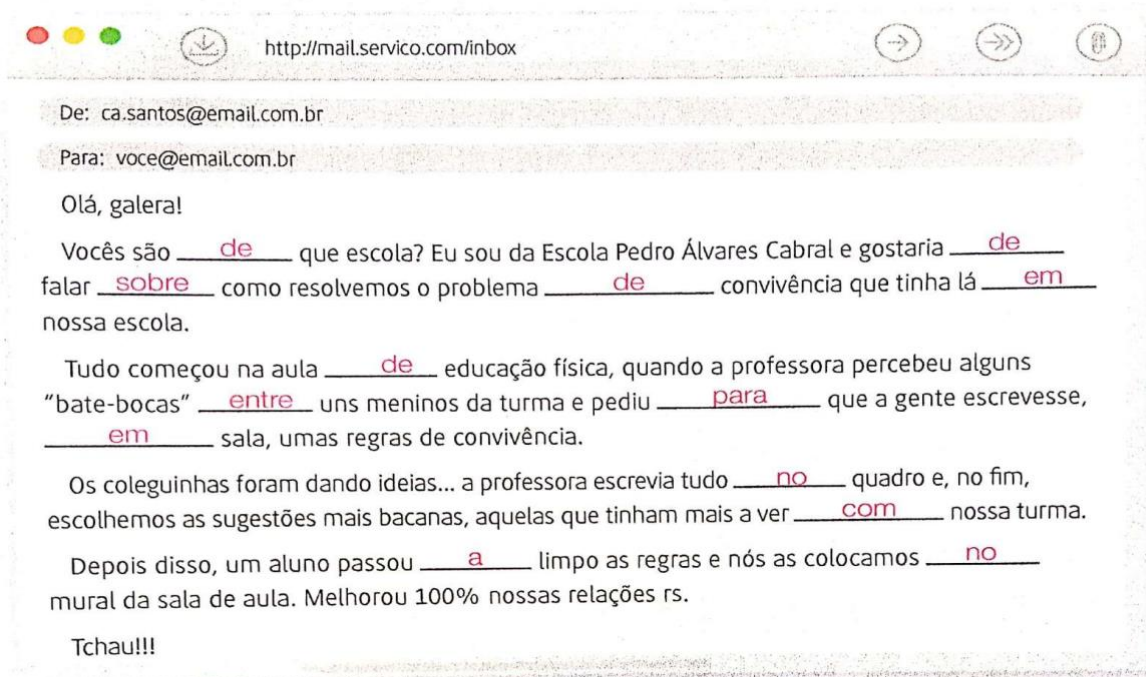 http://mail.servico.com/inbox
De: ca.santos@email.com.br
Para: voce@email.com.br
Olá, galera!
Vocês são de que escola? Eu sou da Escola Pedro Álvares Cabral e gostaria de
falar sobre como resolvemos o problema de convivência que tinha lá em
nossa escola.
Tudo começou na aula de educação física, quando a professora percebeu alguns
"bate-bocas" entre uns meninos da turma e pediu para que a gente escrevesse,
em sala, umas regras de convivência.
Os coleguinhas foram dando ideias... a professora escrevia tudo no quadro e, no fim,
escolhemos as sugestões mais bacanas, aquelas que tinham mais a ver com nossa turma.
Depois disso, um aluno passou a limpo as regras e nós as colocamos no
mural da sala de aula. Melhorou 100% nossas relações rs.
Tchau!!!